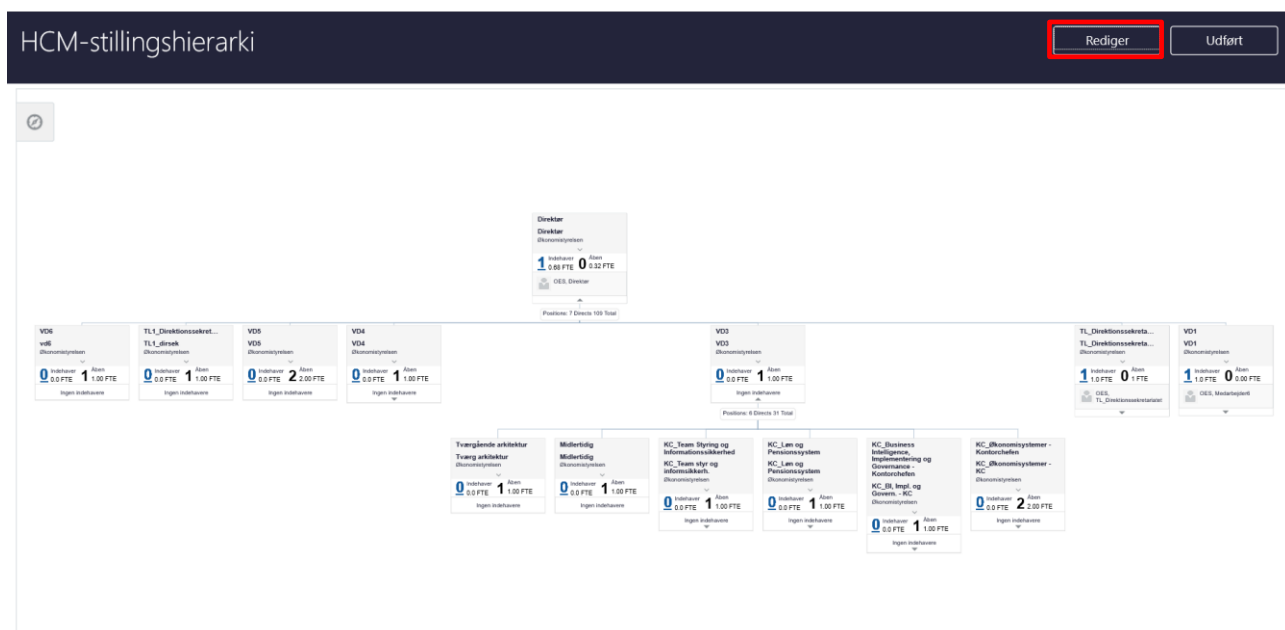 HCM-stillingshierarki
Rediger
Udført
Direktør
Direktør
Økonomistyrelsen
1 Indehaver 0.68 FTE 0 Åben 0.32 FTE
OES, Direktør
Positions: 7 Directs 109 Total
VD6
vd6
Økonomistyrelsen
0 Indehaver 0.0 FTE 1 Åben 1.00 FTE
Ingen indehavere
TL1_Direktionssekret...
TL1_dirsek
Økonomistyrelsen
0 Indehaver 0.0 FTE 1 Åben 1.00 FTE
Ingen indehavere
VD5
VD5
Økonomistyrelsen
0 Indehaver 0.0 FTE 2 Åben 2.00 FTE
Ingen indehavere
VD4
VD4
Økonomistyrelsen
0 Indehaver 0.0 FTE 1 Åben 1.00 FTE
Ingen indehavere
VD3
VD3
Økonomistyrelsen
0 Indehaver 0.0 FTE 1 Åben 1.00 FTE
Ingen indehavere
Positions: 6 Directs 31 Total
TL_Direktionssekreta...
TL_Direktionssekreta...
Økonomistyrelsen
1 Indehaver 1.0 FTE 0 Åben 1 FTE
OES,
TL_Direktionssekretariatet
VD1
VD1
Økonomistyrelsen
1 Indehaver 1.0 FTE 0 Åben 0.00 FTE
OES, Medarbejder6
Tværgående arkitektur
Tværg arkitektur
Økonomistyrelsen
0 Indehaver 0.0 FTE 1 Åben 1.00 FTE
Ingen indehavere
Midlertidig
Midlertidig
Økonomistyrelsen
0 Indehaver 0.0 FTE 1 Åben 1.00 FTE
Ingen indehavere
KC_Team Styring og
Informationssikkerhed
KC_Team styr og
informsikkerh.
Økonomistyrelsen
0 Indehaver 0.0 FTE 1 Åben 1.00 FTE
Ingen indehavere
KC_Løn og
Pensionssystem
KC_Løn og
Pensionssystem
Økonomistyrelsen
0 Indehaver 0.0 FTE 1 Åben 1.00 FTE
Ingen indehavere
KC_Business
Intelligence,
Implementering og
Governance -
Kontorchefen
KC_BI, Impl. og
Govern. - KC
Økonomistyrelsen
0 Indehaver 0.0 FTE 1 Åben 1.00 FTE
Ingen indehavere
KC_Økonomisystemer -
Kontorchefen
KC_Økonomisystemer -
KC
Økonomistyrelsen
0 Indehaver 0.0 FTE 2 Åben 2.00 FTE
Ingen indehavere